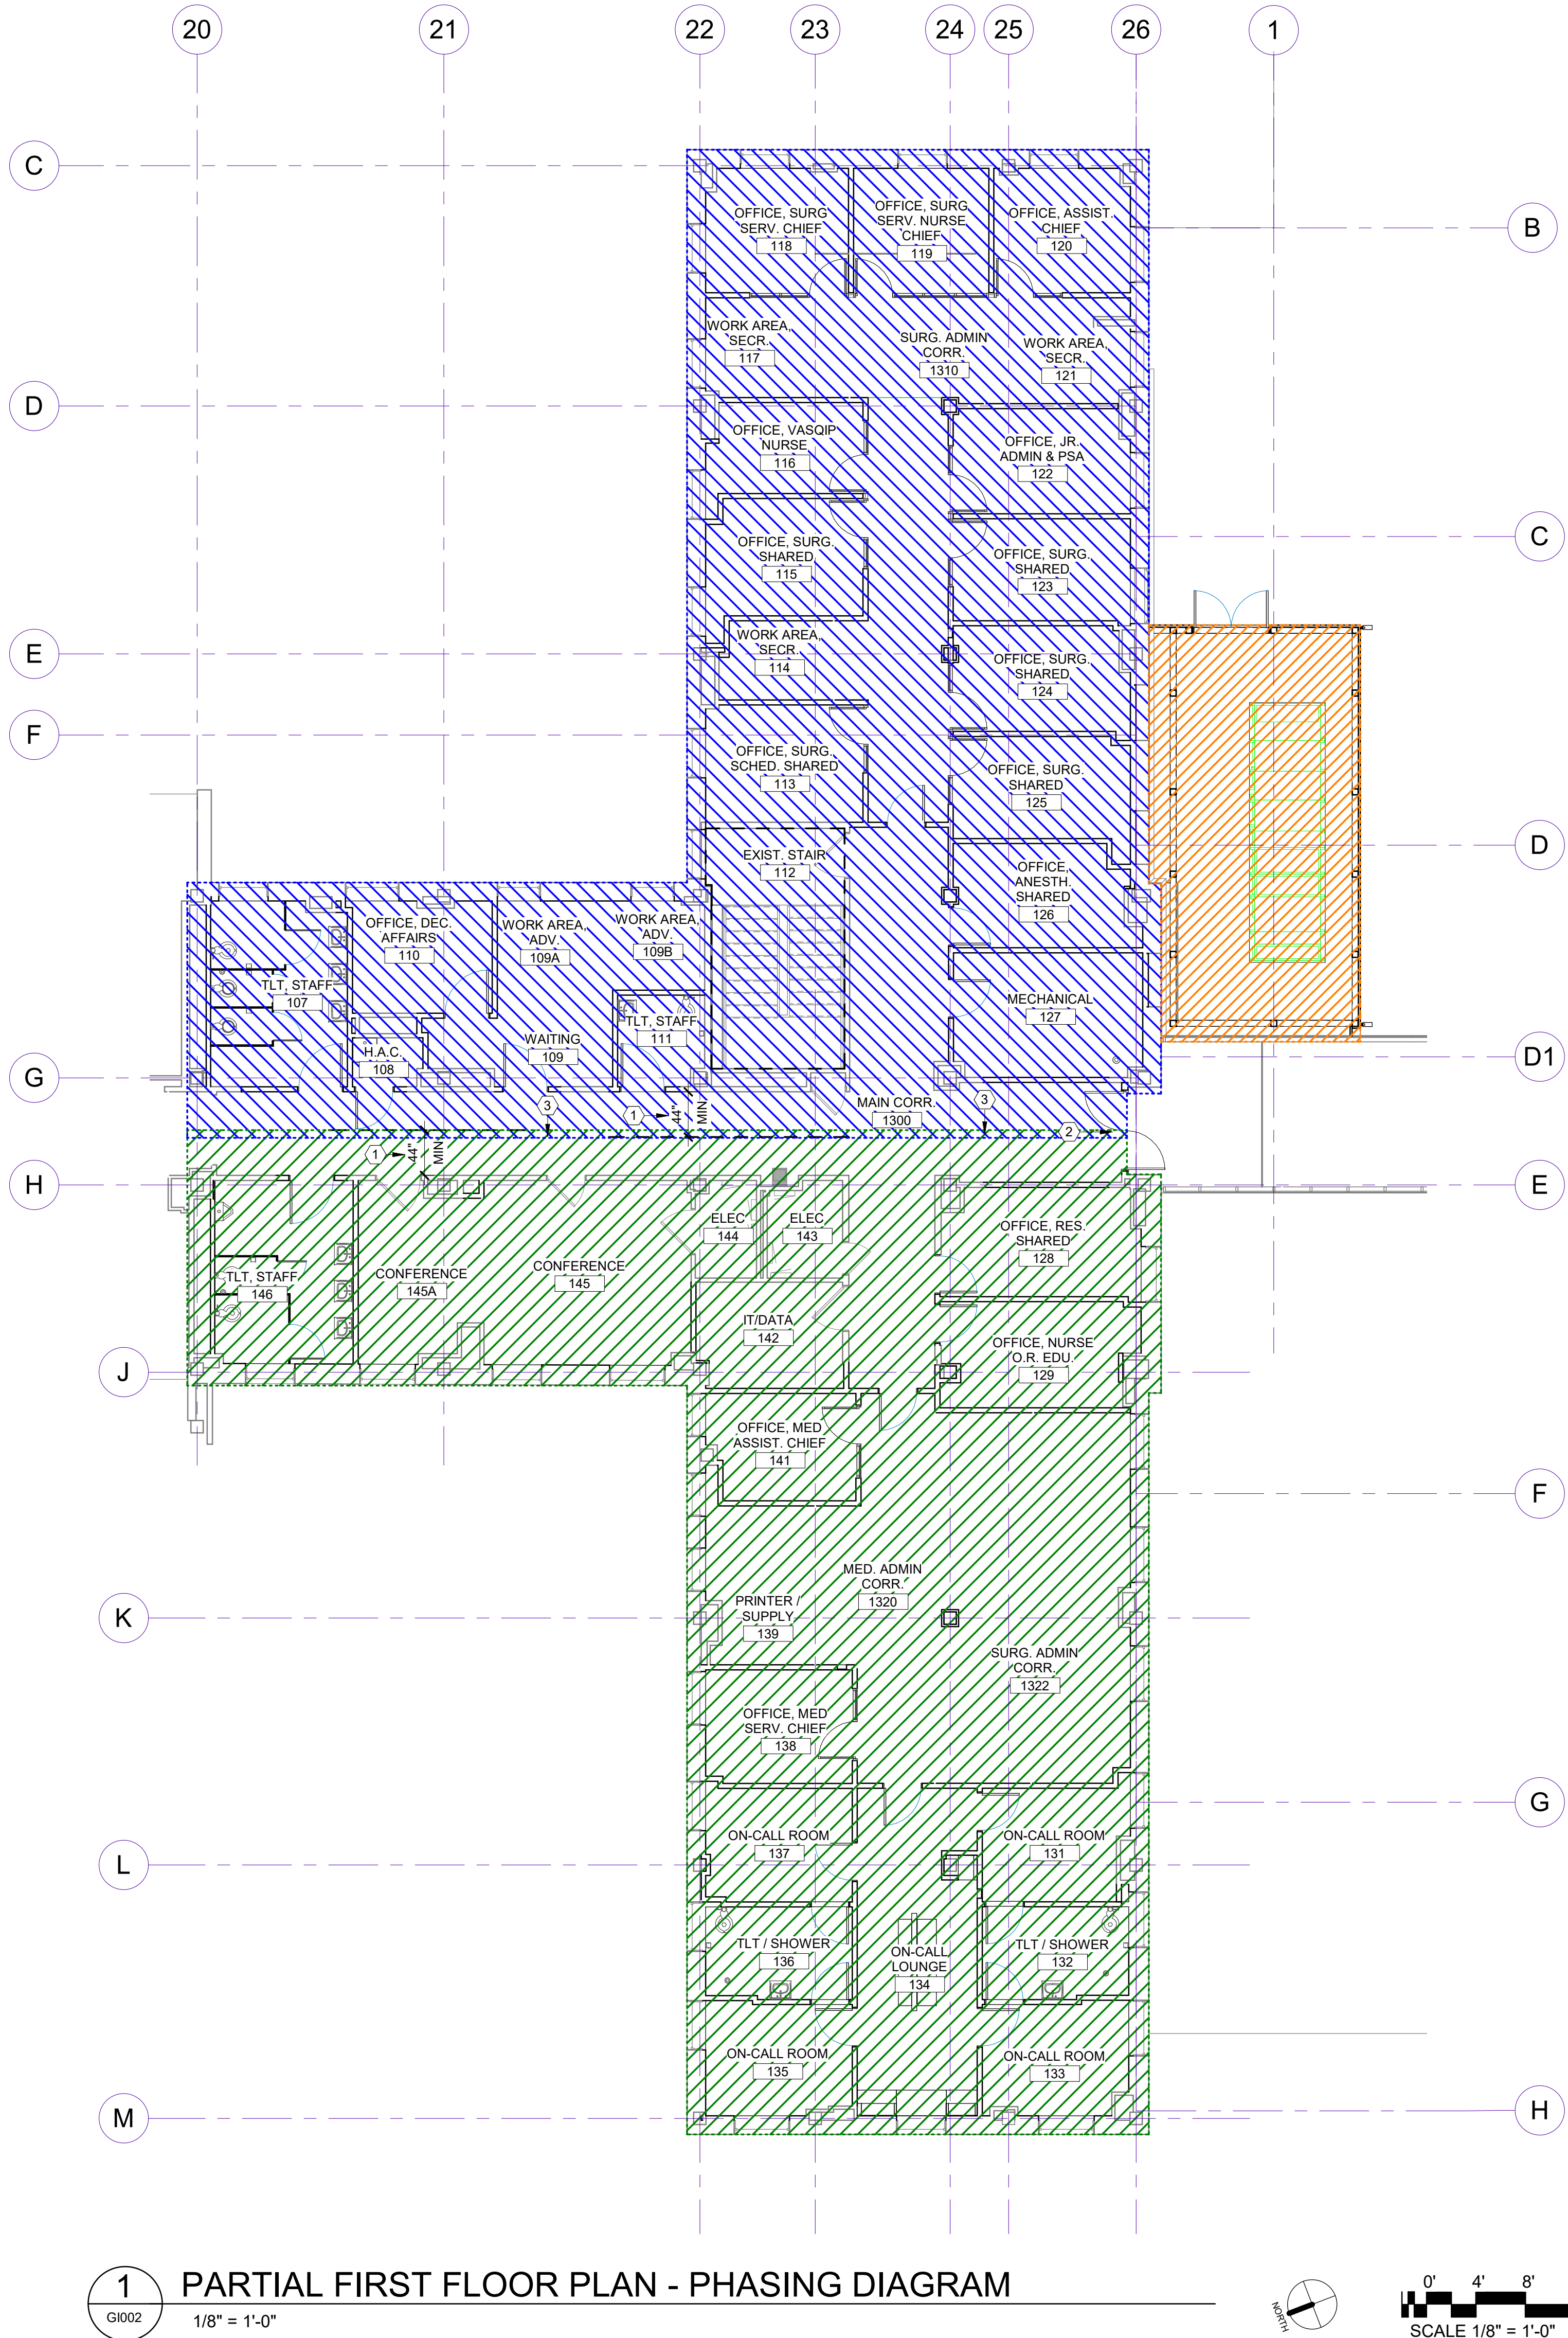 20
21
22
23
24
25
26
1
C
B
OFFICE, SURG
SERV. CHIEF
118
OFFICE, SURG
SERV. NURSE
CHIEF
119
OFFICE, ASSIST.
CHIEF
120
WORK AREA,
SECR.
117
SURG. ADMIN
CORR.
1310
WORK AREA,
SECR.
121
D
OFFICE, VASQIP
NURSE
116
OFFICE, JR.
ADMIN & PSA
122
C
OFFICE, SURG.
SHARED
115
OFFICE, SURG.
SHARED
123
E
WORK AREA,
SECR.
114
OFFICE, SURG.
SHARED
124
F
OFFICE, SURG.
SCHED. SHARED
113
OFFICE, SURG.
SHARED
125
D
EXIST. STAIR
112
OFFICE,
ANESTH.
SHARED
126
OFFICE, DEC.
AFFAIRS
110
WORK AREA,
ADV.
109A
WORK AREA,
ADV.
109B
TLT, STAFF
107
MECHANICAL
127
TLT, STAFF
111
WAITING
109
H.A.C.
108
G
D1
3
1
44"
MIN
MAIN CORR.
1300
3
2
1
44"
MIN
H
E
ELEC
144
ELEC
143
OFFICE, RES.
SHARED
128
TLT, STAFF
146
CONFERENCE
145A
CONFERENCE
145
IT/DATA
142
OFFICE, NURSE
O.R. EDU.
129
J
OFFICE, MED
ASSIST. CHIEF
141
F
MED. ADMIN
CORR.
1320
K
PRINTER /
SUPPLY
139
SURG. ADMIN
CORR.
1322
OFFICE, MED
SERV. CHIEF
138
G
ON-CALL ROOM
137
ON-CALL ROOM
131
L
TLT / SHOWER
136
ON-CALL
LOUNGE
134
TLT / SHOWER
132
ON-CALL ROOM
135
ON-CALL ROOM
133
M
H
1
GI002
PARTIAL FIRST FLOOR PLAN - PHASING DIAGRAM
1/8" = 1'-0"
NORTH
0' 4' 8'
SCALE 1/8" = 1'-0"